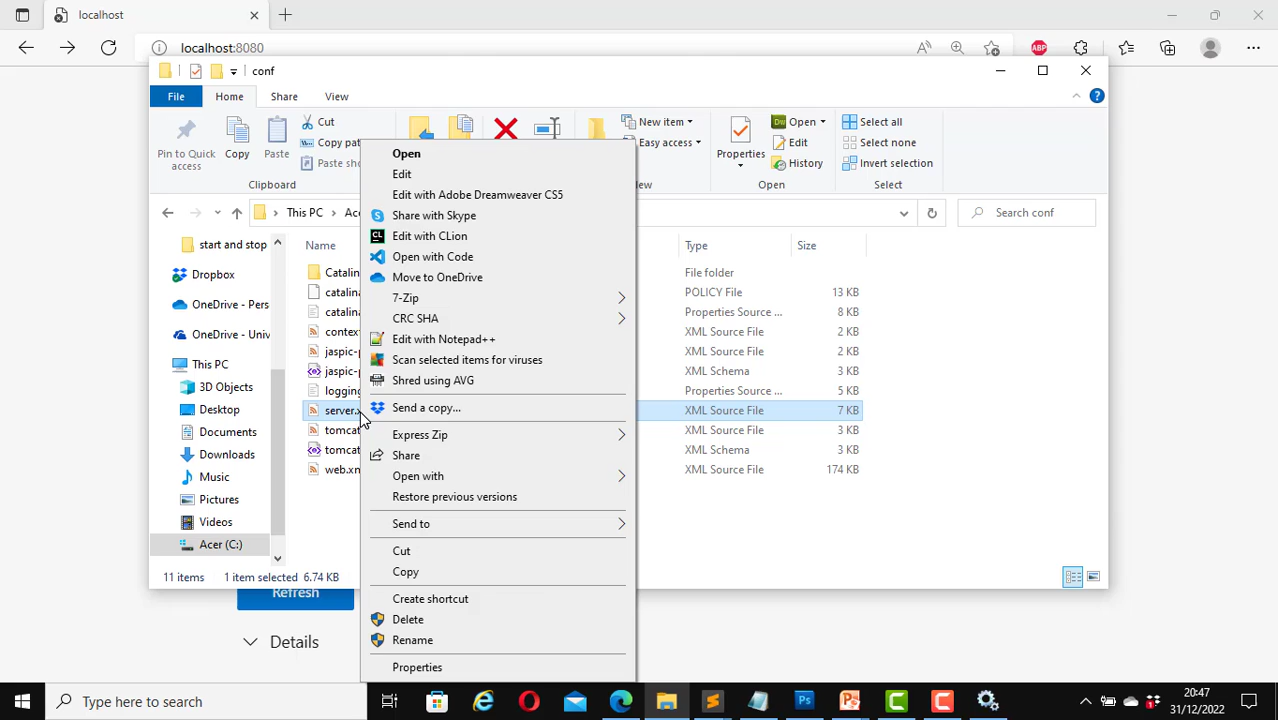 localhost
localhost:8080
conf
File
Home
Share
View
Pin to Quick
access
Copy
Paste
Cut
Copy pat
Paste sho
New item
Easy access
Properties
Open
Edit
History
Select all
Select none
Invert selection
Clipboard
Open
Select
This PC
Search conf
start and stop
Dropbox
OneDrive - Pers
OneDrive - Univ
This PC
3D Objects
Desktop
Documents
Downloads
Music
Pictures
Videos
Acer (C:)
Name
Type
Size
File folder
POLICY File
13 KB
Properties Source ...
8 KB
XML Source File
2 KB
XML Source File
2 KB
XML Schema
3 KB
Properties Source ...
4 KB
server.x
XML Source File
7 KB
XML Source File
3 KB
XML Schema
3 KB
XML Source File
174 KB
Open
Edit
Edit with Adobe Dreamweaver CS5
Share with Skype
Edit with CLion
Open with Code
Move to OneDrive
7-Zip
CRC SHA
Edit with Notepad++
Scan selected items for viruses
Shred using AVG
Send a copy...
Express Zip
Share
Open with
Restore previous versions
Send to
Cut
Copy
Create shortcut
Delete
Rename
Properties
11 items
1 item selected 6.74 KB
Refresh
Details
Type here to search
20:47
31/12/2022